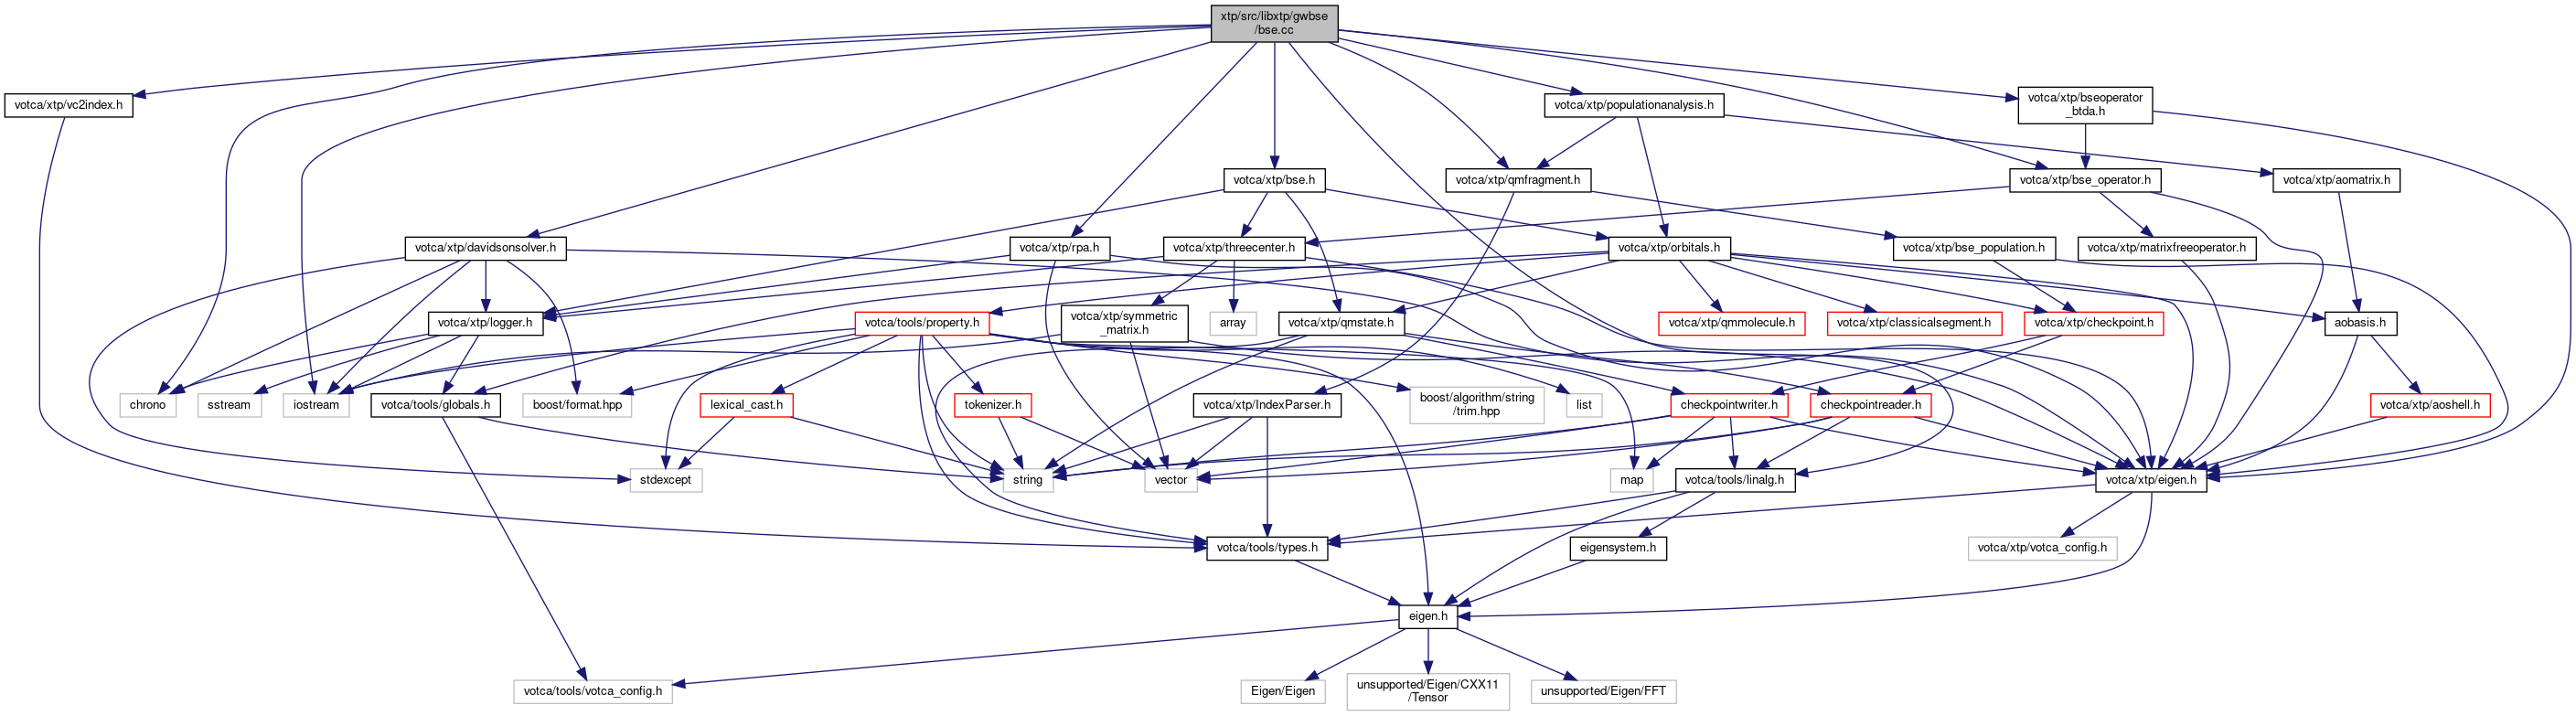 xtp/src/libxtp/gwbse
/bse.cc
votca/xtp/vc2index.h
votca/xtp/populationanalysis.h
votca/xtp/bseoperator
_btda.h
votca/xtp/bse.h
votca/xtp/qmfragment.h
votca/xtp/bse_operator.h
votca/xtp/aomatrix.h
votca/xtp/davidsonsolver.h
votca/xtp/rpa.h
votca/xtp/threecenter.h
votca/xtp/orbitals.h
votca/xtp/bse_population.h
votca/xtp/matrixfreeoperator.h
votca/xtp/logger.h
votca/tools/property.h
votca/xtp/symmetric
_matrix.h
array
votca/xtp/qmstate.h
votca/xtp/qmmolecule.h
votca/xtp/classicalsegment.h
votca/xtp/checkpoint.h
aobasis.h
chrono
sstream
iostream
votca/tools/globals.h
boost/format.hpp
lexical_cast.h
tokenizer.h
votca/xtp/IndexParser.h
boost/algorithm/string
/trim.hpp
list
checkpointwriter.h
checkpointreader.h
votca/xtp/aoshell.h
stdexcept
string
vector
map
votca/tools/linalg.h
votca/xtp/eigen.h
votca/tools/types.h
eigensystem.h
votca/xtp/votca_config.h
eigen.h
votca/tools/votca_config.h
Eigen/Eigen
unsupported/Eigen/CXX11
/Tensor
unsupported/Eigen/FFT